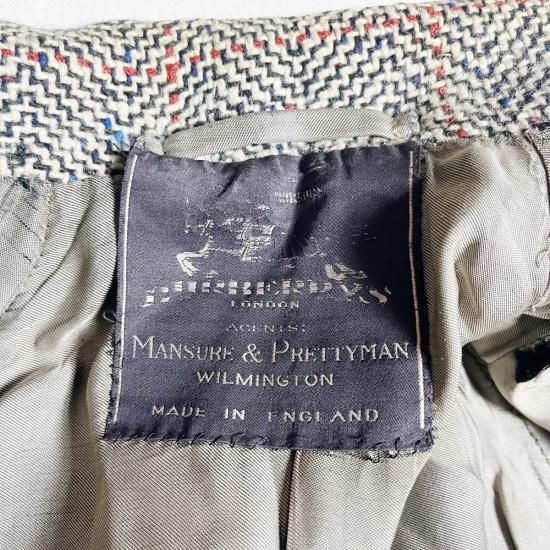 BURBERRYS
LONDON
AGENTS:
MANSURE & PRETTYMAN
WILMINGTON
MADE IN ENGLAND